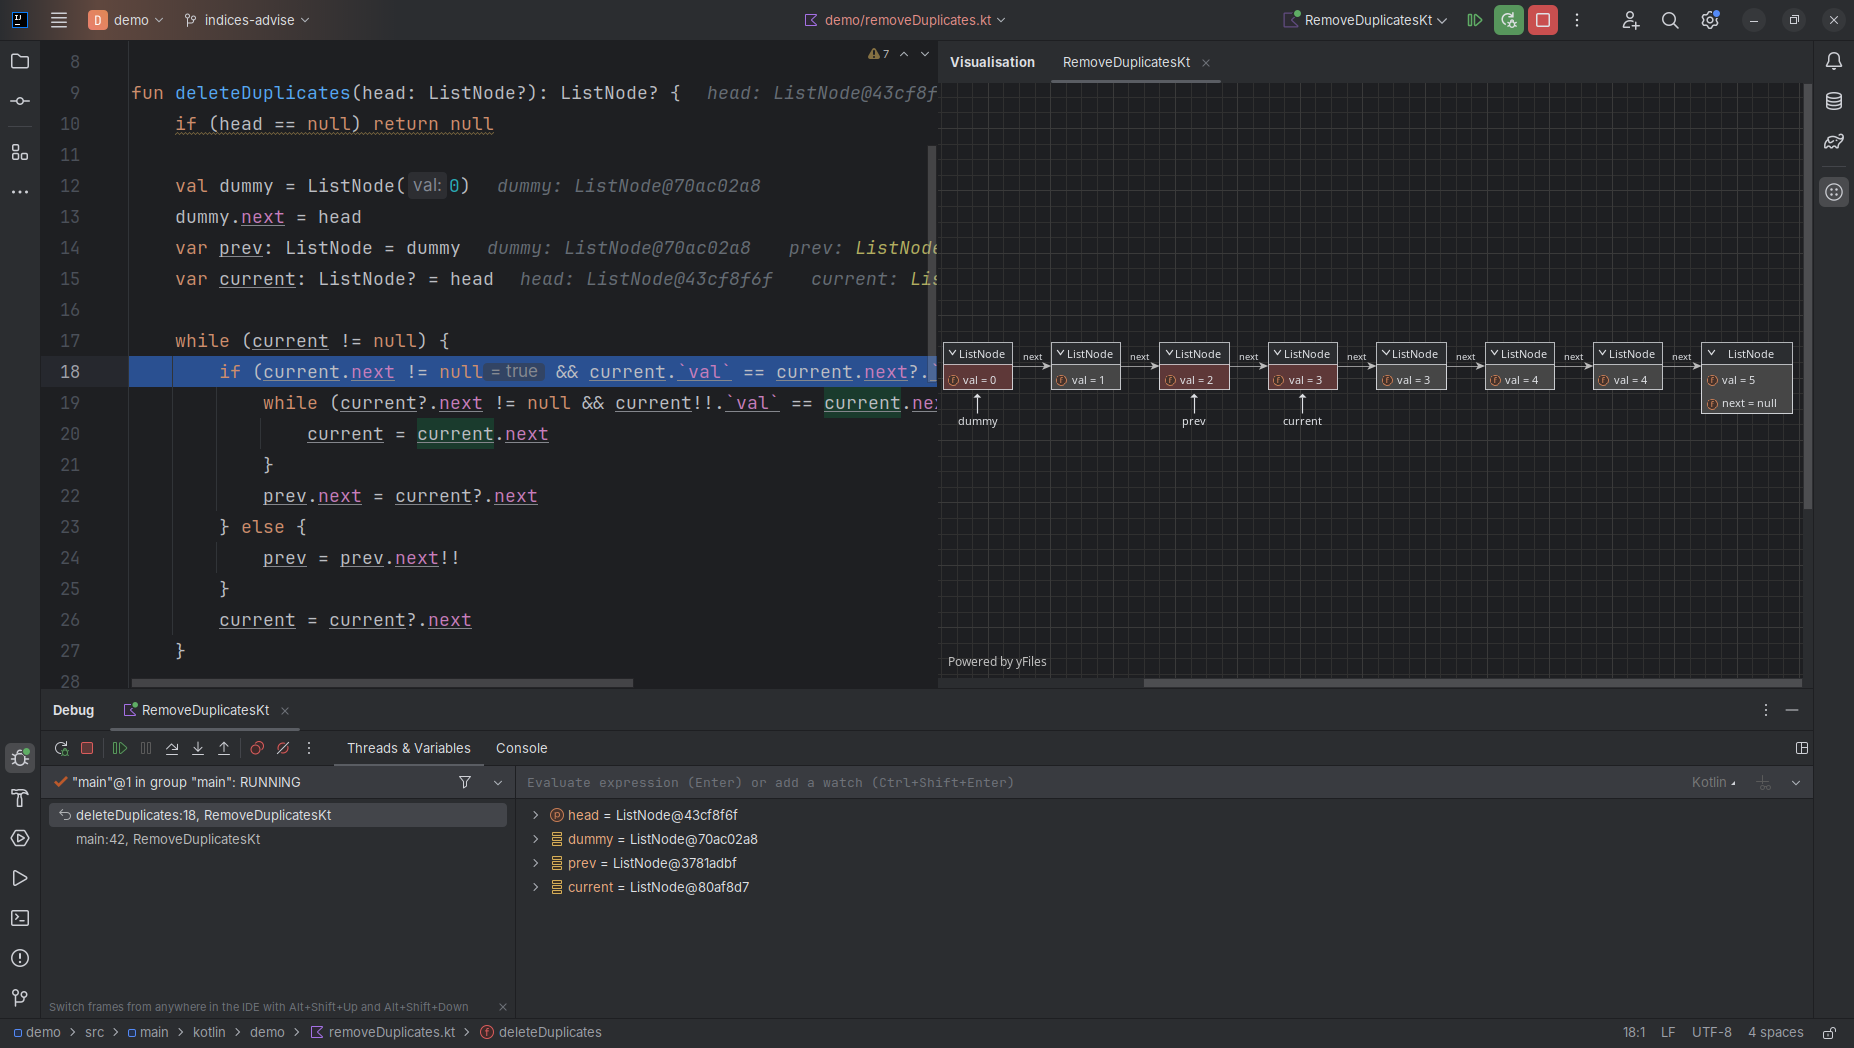 D demo indices-advise demo/removeDuplicates.kt RemoveDuplicatesKt
7
8
9 fun deleteDuplicates(head: ListNode?): ListNode? { head: ListNode@43cf8f
10 if (head == null) return null
11
12 val dummy = ListNode( val: 0) dummy: ListNode@70ac02a8
13 dummy.next = head
14 var prev: ListNode = dummy dummy: ListNode@70ac02a8 prev: ListNode
15 var current: ListNode? = head head: ListNode@43cf8f6f current: Lis
16
17 while (current != null) {
18 if (current.next != null = true && current.`val` == current.next?.`
19 while (current?.next != null && current!!.`val` == current.nex
20 current = current.next
21 }
22 prev.next = current?.next
23 } else {
24 prev = prev.next!!
25 }
26 current = current?.next
27 }
28
Visualisation RemoveDuplicatesKt
ListNode next ListNode next ListNode next ListNode next ListNode next ListNode next ListNode next ListNode
f val = 0 f val = 1 f val = 2 f val = 3 f val = 3 f val = 4 f val = 4 f val = 5
f next = null
dummy prev current
Powered by yFiles
Debug RemoveDuplicatesKt
Threads & Variables Console
"main"@1 in group "main": RUNNING
deleteDuplicates:18, RemoveDuplicatesKt
main:42, RemoveDuplicatesKt
Switch frames from anywhere in the IDE with Alt+Shift+Up and Alt+Shift+Down
Evaluate expression (Enter) or add a watch (Ctrl+Shift+Enter) Kotlin
p head = ListNode@43cf8f6f
dummy = ListNode@70ac02a8
prev = ListNode@3781adbf
current = ListNode@80af8d7
demo > src > main > kotlin > demo > removeDuplicates.kt > f deleteDuplicates 18:1 LF UTF-8 4 spaces